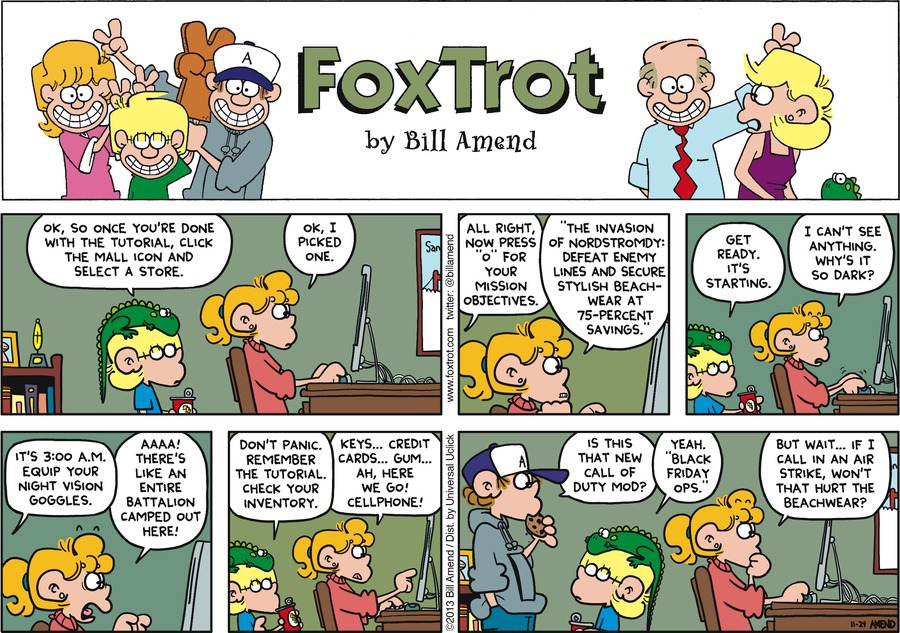 A
FOXTROT
by Bill Amend
OK, SO ONCE YOU'RE DONE
WITH THE TUTORIAL, CLICK
THE MALL ICON AND
SELECT A STORE.
OK, I
PICKED
ONE.
San
www.foxtrot.com twitter: @billamend
ALL RIGHT,
NOW PRESS
"O" FOR
YOUR
MISSION
OBJECTIVES.
"THE INVASION
OF NORDSTROMDY:
DEFEAT ENEMY
LINES AND SECURE
STYLISH BEACH-
WEAR AT
75-PERCENT
SAVINGS."
GET
READY.
IT'S
STARTING.
I CAN'T SEE
ANYTHING.
WHY'S IT
SO DARK?
IT'S 3:00 A.M.
EQUIP YOUR
NIGHT VISION
GOGGLES.
AAAA!
THERE'S
LIKE AN
ENTIRE
BATTALION
CAMPED OUT
HERE!
DON'T PANIC.
REMEMBER
THE TUTORIAL.
CHECK YOUR
INVENTORY.
KEYS... CREDIT
CARDS... GUM...
AH, HERE
WE GO!
CELLPHONE!
©2013 Bill Amend / Dist. by Universal Uclick
A
IS THIS
THAT NEW
CALL OF
DUTY MOD?
YEAH.
"BLACK
FRIDAY
OPS."
BUT WAIT... IF I
CALL IN AN AIR
STRIKE, WON'T
THAT HURT THE
BEACHWEAR?
11-24 AMEND